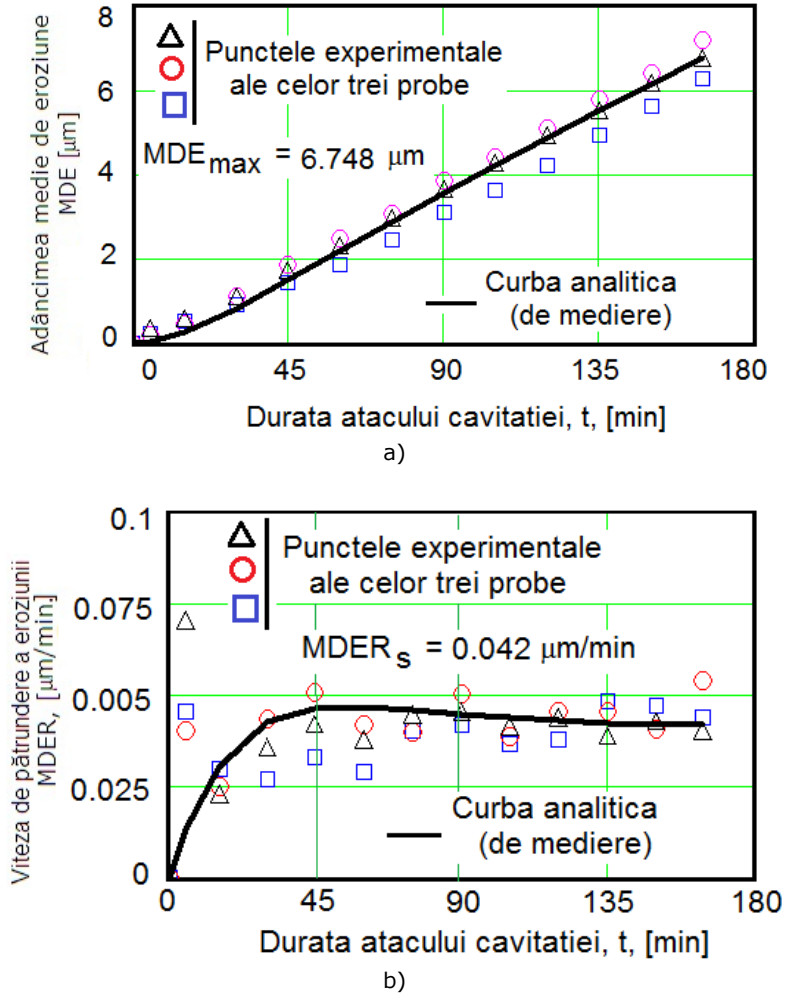 8
6
4
2
0
Adâncimea medie de eroziune
MDE [µm]
Punctele experimentale
ale celor trei probe
MDEmax = 6.748 µm
Curba analitica
(de mediere)
0 45 90 135 180
Durata atacului cavitatiei, t, [min]
a)
0.1
0.075
0.005
0.025
0
Viteza de pătrundere a eroziunii
MDER, [µm/min]
Punctele experimentale
ale celor trei probe
MDERs = 0.042 µm/min
Curba analitica
(de mediere)
0 45 90 135 180
Durata atacului cavitatiei, t, [min]
b)